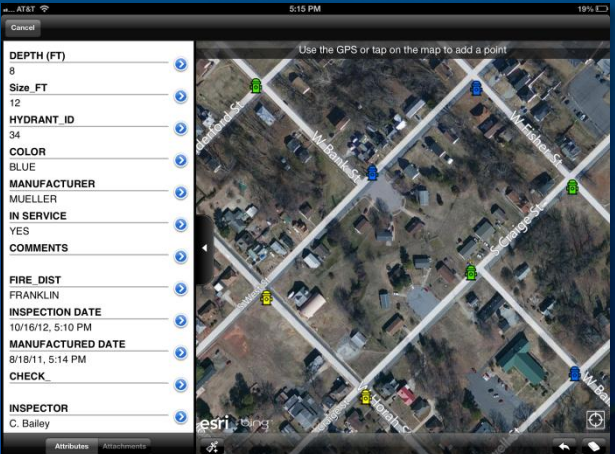 AT&T
5:15 PM
19%
Cancel
Use the GPS or tap on the map to add a point
DEPTH (FT)
8
Size_FT
12
HYDRANT_ID
34
COLOR
BLUE
MANUFACTURER
MUELLER
IN SERVICE
YES
COMMENTS
FIRE_DIST
FRANKLIN
INSPECTION DATE
10/16/12, 5:10 PM
MANUFACTURED DATE
8/18/11, 5:14 PM
CHECK_
INSPECTOR
C. Bailey
Attributes
Attachments
W. Bank St
W. Fisher St
S Craige St
W. Horah St
W. Ba
esri
bing